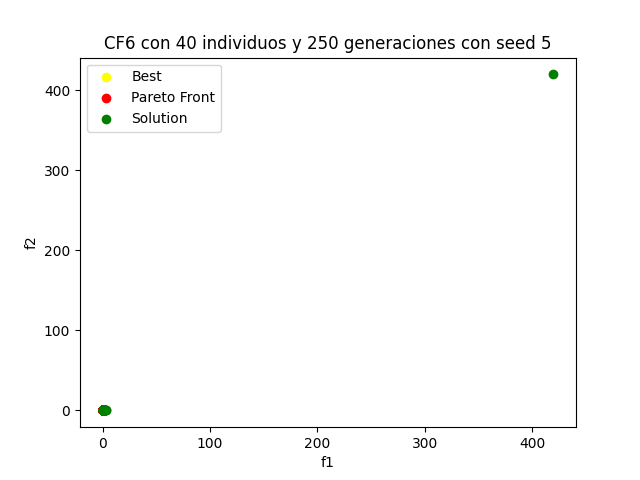 CF6 con 40 individuos y 250 generaciones con seed 5
Best
Pareto Front
Solution
400
300
200
100
0
f2
0 100 200 300 400
f1